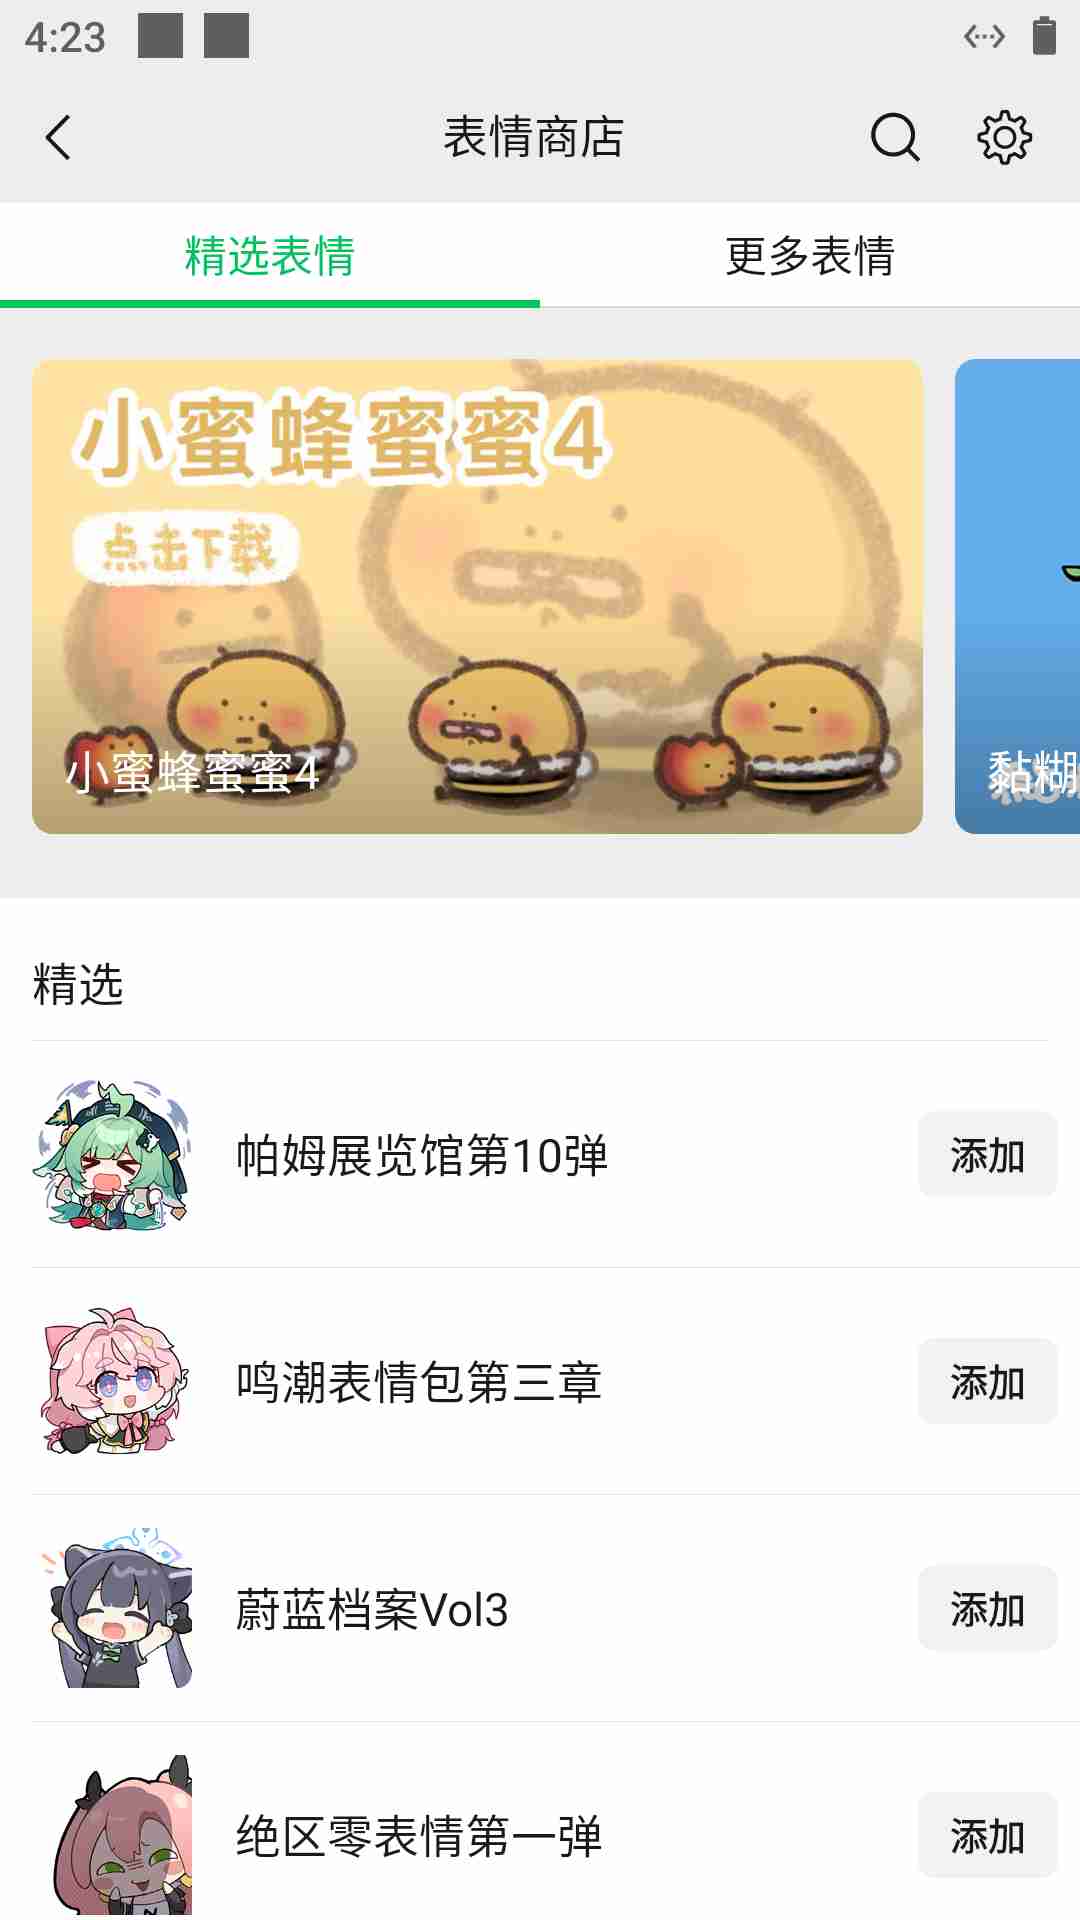 4:23
表情商店
精选表情
更多表情
小蜜蜂蜜蜜4
点击下载
小蜜蜂蜜蜜4
黏糊
精选
帕姆展览馆第10弹
添加
鸣潮表情包第三章
添加
蔚蓝档案Vol3
添加
绝区零表情第一弹
添加